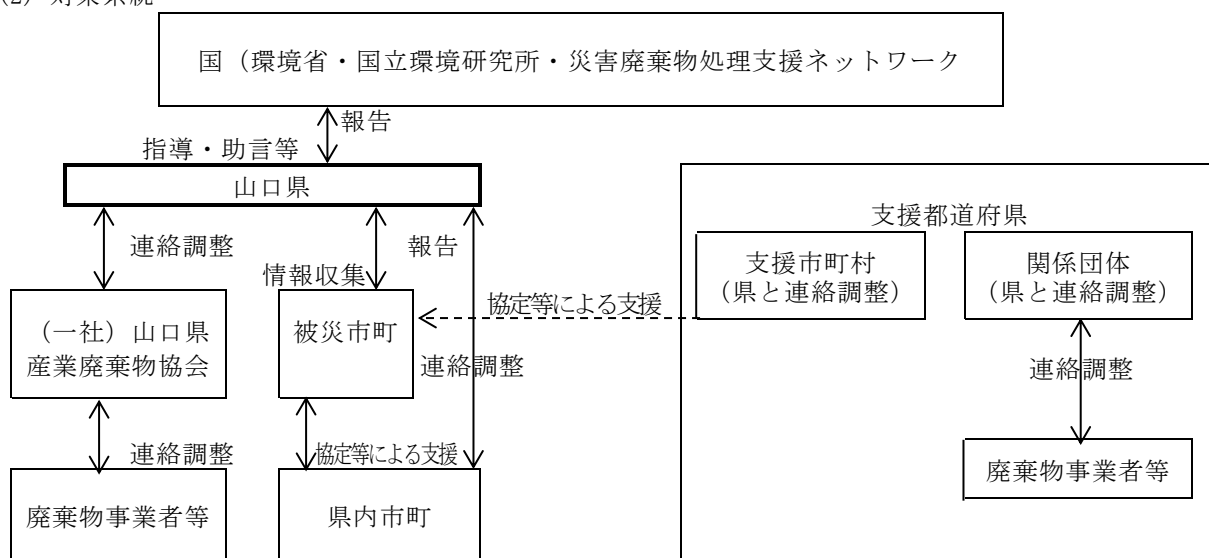 (2) 対策系統
国（環境省・国立環境研究所・災害廃棄物処理支援ネットワーク
報告
指導・助言等
山口県
支援都道府県
連絡調整
報告
情報収集
支援市町村
（県と連絡調整）
関係団体
（県と連絡調整）
協定等による支援
（一社）山口県
産業廃棄物協会
被災市町
連絡調整
連絡調整
連絡調整
協定等による支援
廃棄物事業者等
廃棄物事業者等
県内市町